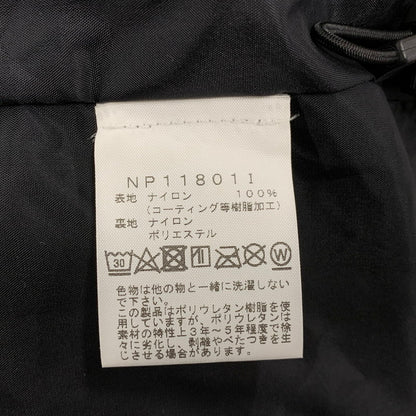 NP11801I
表地 ナイロン 100%
(コーティング等樹脂加工)
裏地 ナイロン
ポリエステル
30 W
色物は他の物と一緒に洗濯しない
で下さい。
この製品はポリウレタン樹脂を使
用していますが、ポリウレタンは
素材の特性上3年〜5年程度で徐
々に劣化し、剥離やべたつきを生
じさせる場合があります。